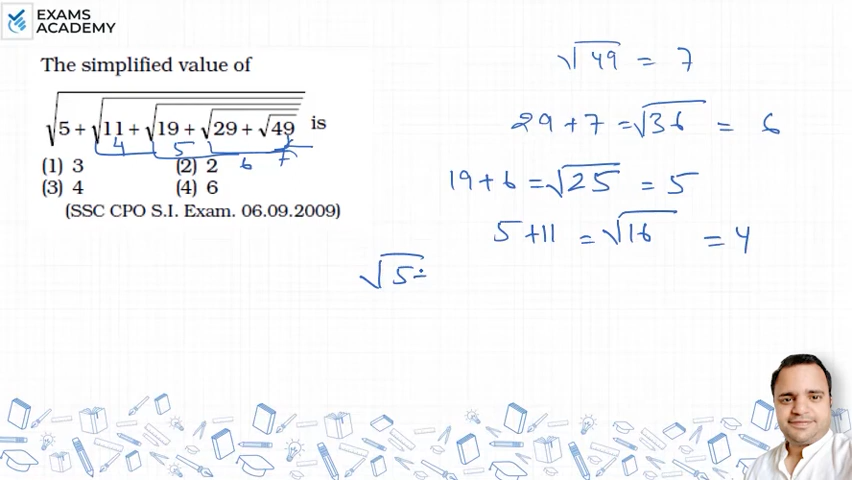 EXAMS
ACADEMY
The simplified value of
√(5 + √(11 + √(19 + √(29 + √49)))) is
4 5 6 7
(1) 3 (2) 2
(3) 4 (4) 6
(SSC CPO S.I. Exam. 06.09.2009)
√49 = 7
29 + 7 = √36 = 6
19 + 6 = √25 = 5
5 + 11 = √16 = 4
√5 +